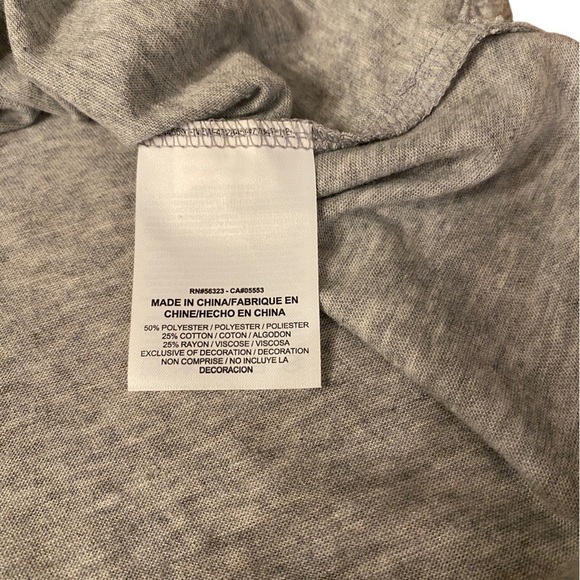 RN#56323 - CA#05553
MADE IN CHINA/FABRIQUE EN
CHINE/HECHO EN CHINA
50% POLYESTER / POLYESTER / POLIESTER
25% COTTON / COTON / ALGODON
25% RAYON / VISCOSE / VISCOSA
EXCLUSIVE OF DECORATION / DECORATION
NON COMPRISE / NO INCLUYE LA
DECORACION